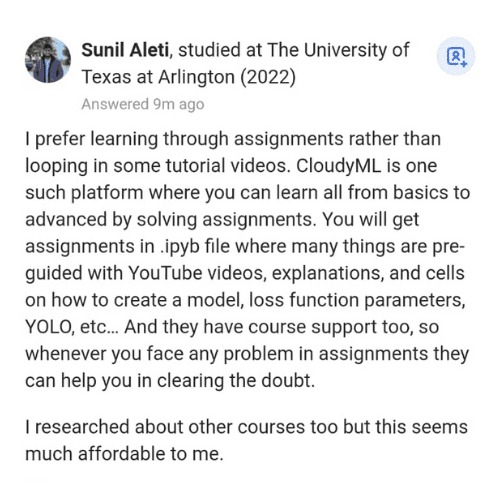 Sunil Aleti, studied at The University of
Texas at Arlington (2022)
Answered 9m ago
I prefer learning through assignments rather than
looping in some tutorial videos. CloudyML is one
such platform where you can learn all from basics to
advanced by solving assignments. You will get
assignments in .ipyb file where many things are pre-
guided with YouTube videos, explanations, and cells
on how to create a model, loss function parameters,
YOLO, etc... And they have course support too, so
whenever you face any problem in assignments they
can help you in clearing the doubt.
I researched about other courses too but this seems
much affordable to me.